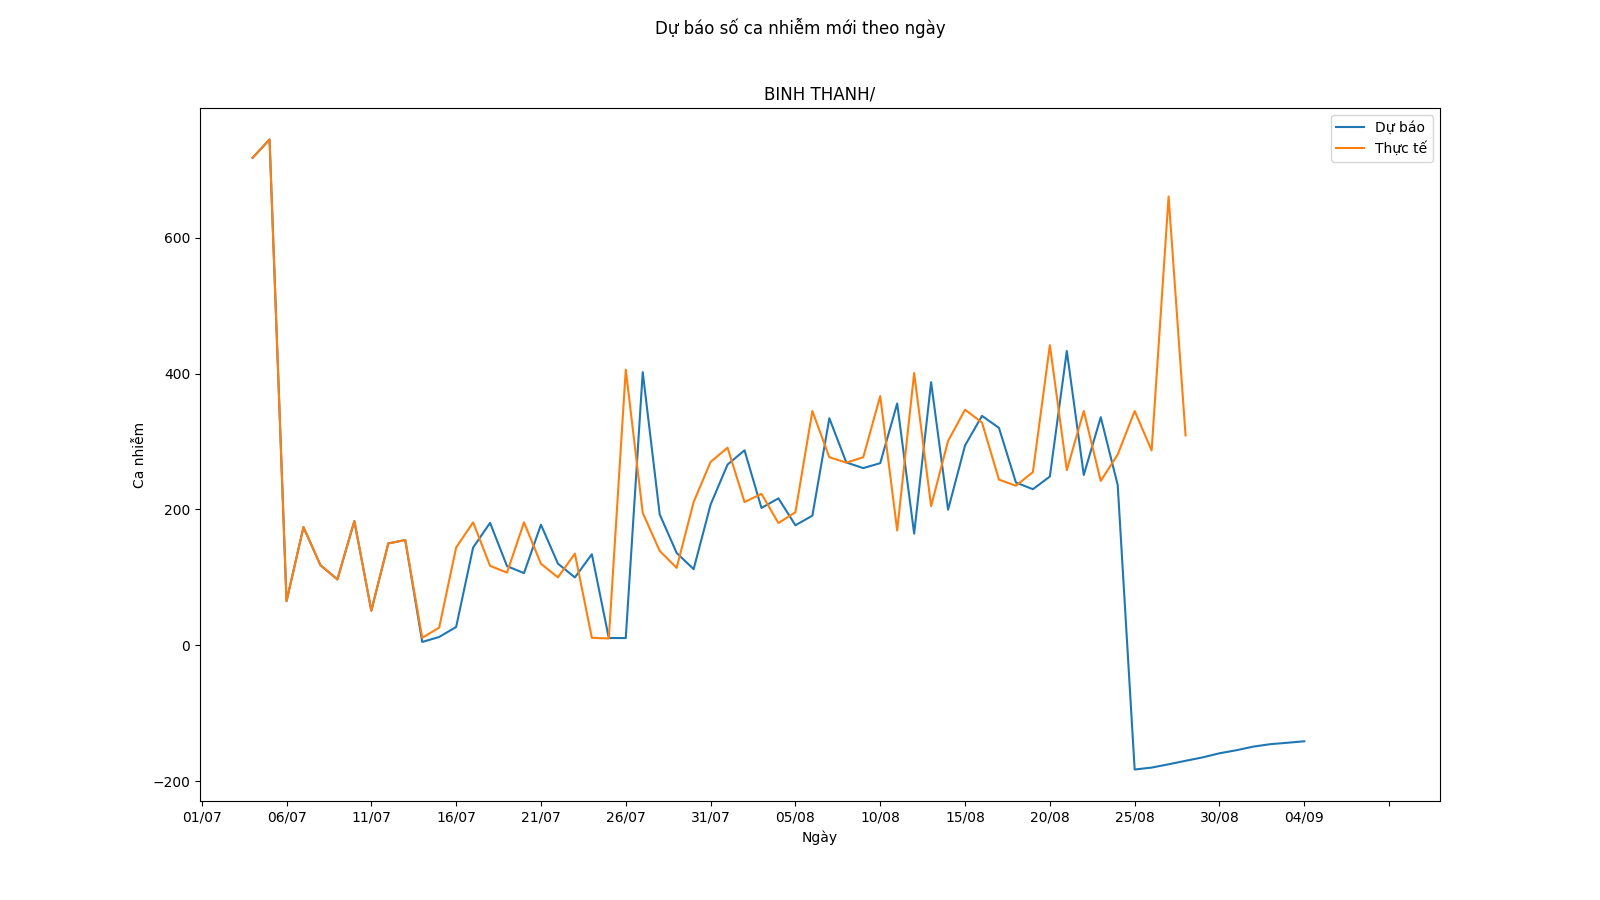 Dự báo số ca nhiễm mới theo ngày
BINH THANH/
Dự báo
Thực tế
600
400
200
0
−200
Ca nhiễm
01/07 06/07 11/07 16/07 21/07 26/07 31/07 05/08 10/08 15/08 20/08 25/08 30/08 04/09
Ngày